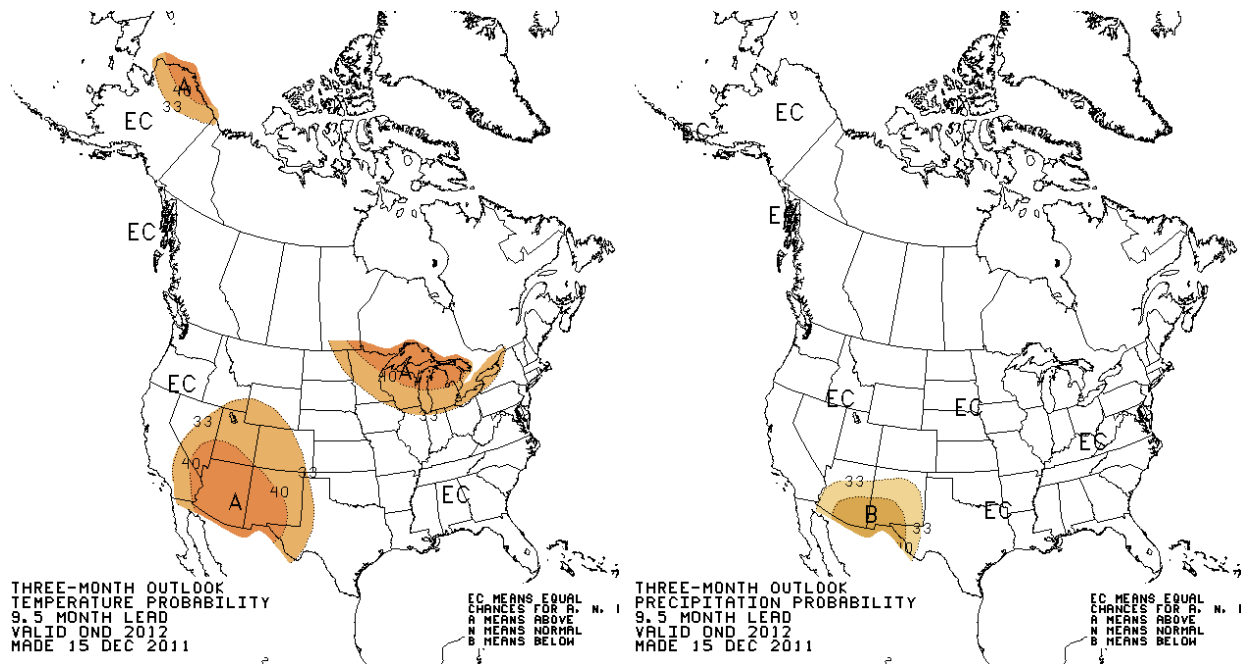 A
40
33
EC
EC
A
40
33
EC
33
40
33
40
A
EC
THREE-MONTH OUTLOOK
TEMPERATURE PROBABILITY
9.5 MONTH LEAD
VALID OND 2012
MADE 15 DEC 2011
EC MEANS EQUAL
CHANCES FOR A, N,
A MEANS ABOVE
N MEANS NORMAL
B MEANS BELOW
EC
EC
EC
EC
EC
EC
33
EC
B
33
40
THREE-MONTH OUTLOOK
PRECIPITATION PROBABILITY
9.5 MONTH LEAD
VALID OND 2012
MADE 15 DEC 2011
EC MEANS EQUAL
CHANCES FOR A, N,
A MEANS ABOVE
N MEANS NORMAL
B MEANS BELOW